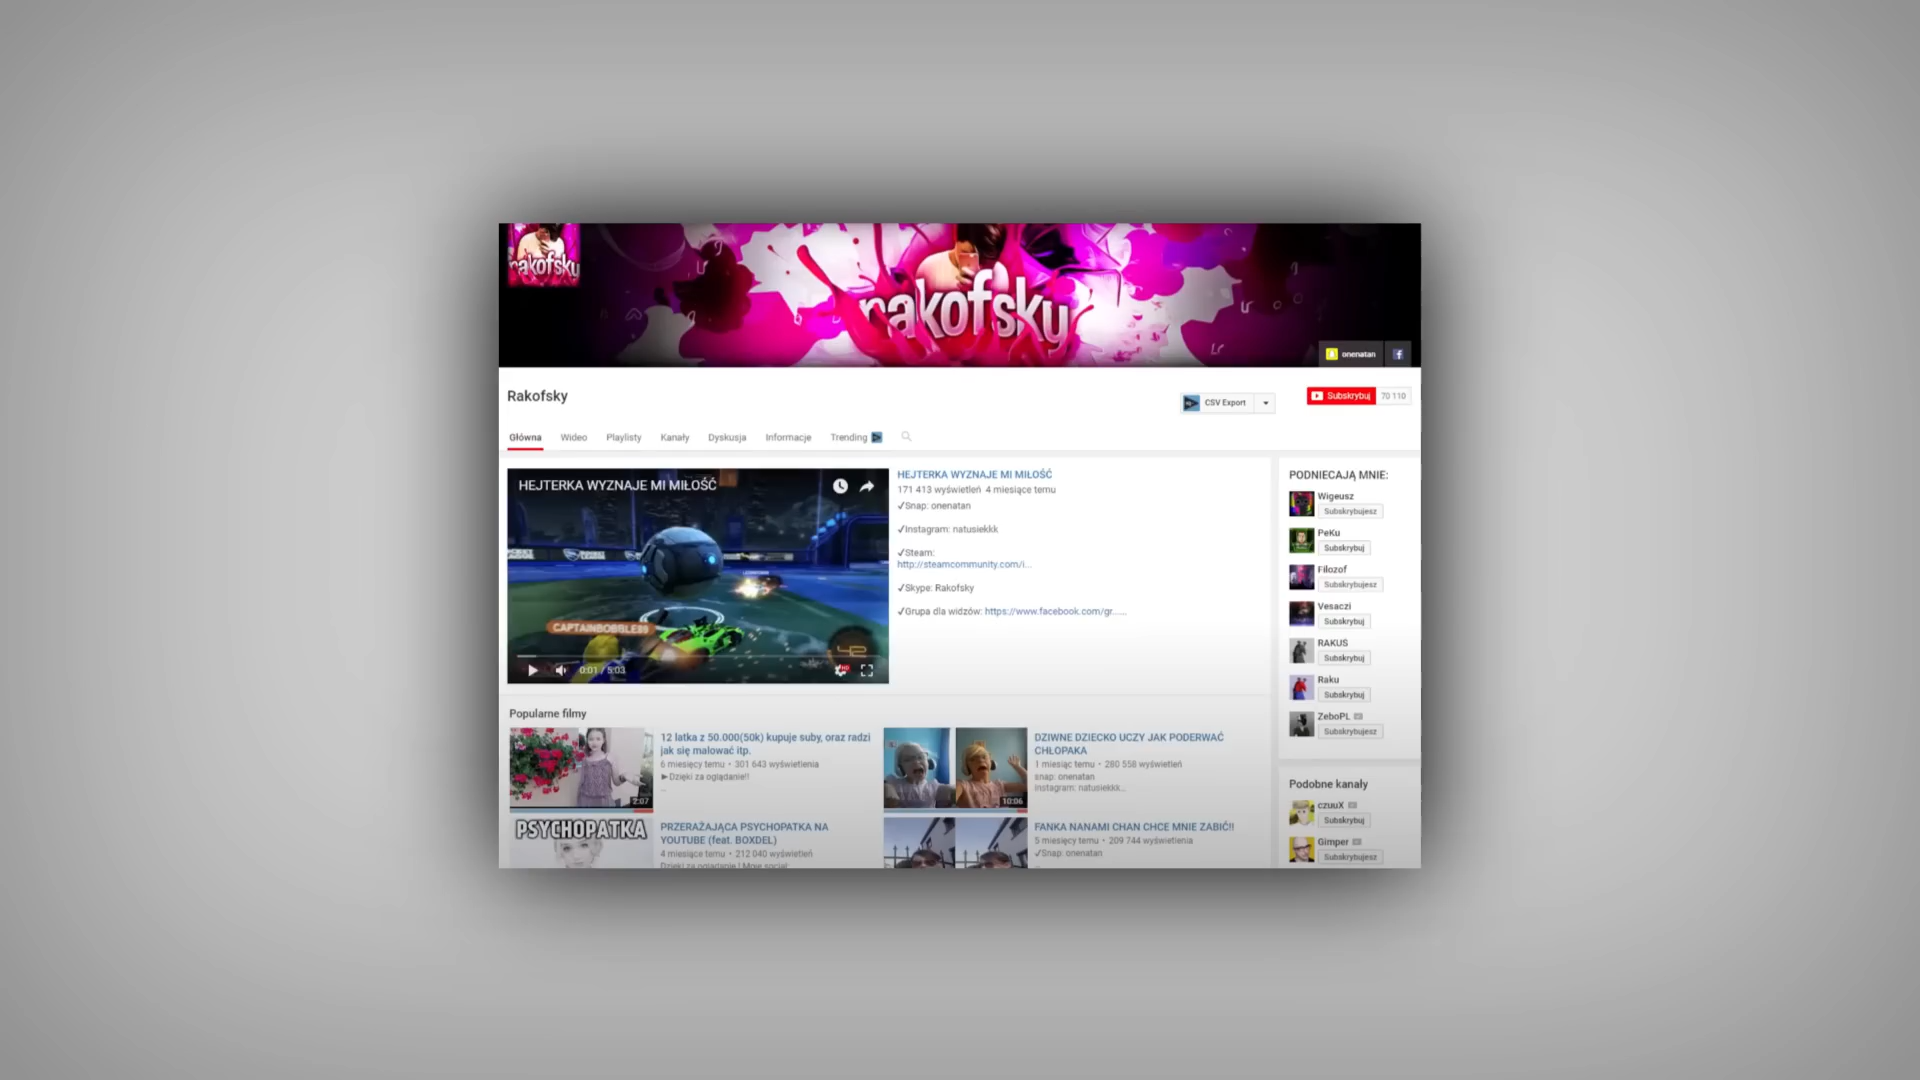 rakofsky
rakofsky
onenatan
Rakofsky
CSV Export
Subskrybuj 70 110
Główna Wideo Playlisty Kanały Dyskusja Informacje Trending
HEJTERKA WYZNAJE MI MIŁOŚĆ
CAPTAINBOBBLE89
0:01 / 5:03
HEJTERKA WYZNAJE MI MIŁOŚĆ
171 413 wyświetleń 4 miesiące temu
✓Snap: onenatan
✓Instagram: natusiekkk
✓Steam:
http://steamcommunity.com/i...
✓Skype: Rakofsky
✓Grupa dla widzów: https://www.facebook.com/gr......
PODNIECAJĄ MNIE:
Wigeusz
Subskrybujesz
PeKu
Subskrybuj
Filozof
Subskrybujesz
Vesaczi
Subskrybuj
RAKUS
Subskrybuj
Raku
Subskrybuj
ZeboPL
Subskrybujesz
Popularne filmy
2:07
12 latka z 50.000(50k) kupuje suby, oraz radzi
jak się malować itp.
6 miesięcy temu • 301 643 wyświetlenia
►Dzięki za oglądanie!!
...
10:06
DZIWNE DZIECKO UCZY JAK PODERWAĆ
CHŁOPAKA
1 miesiąc temu • 280 558 wyświetleń
snap: onenatan
instagram: natusiekkk...
PSYCHOPATKA
PRZERAŻAJĄCA PSYCHOPATKA NA
YOUTUBE (feat. BOXDEL)
4 miesiące temu • 212 040 wyświetleń
Dzięki za oglądanie ! Moje social:
FANKA NANAMI CHAN CHCE MNIE ZABIĆ!!
5 miesięcy temu • 209 744 wyświetlenia
✓Snap: onenatan
Podobne kanały
czuuX
Subskrybuj
Gimper
Subskrybujesz